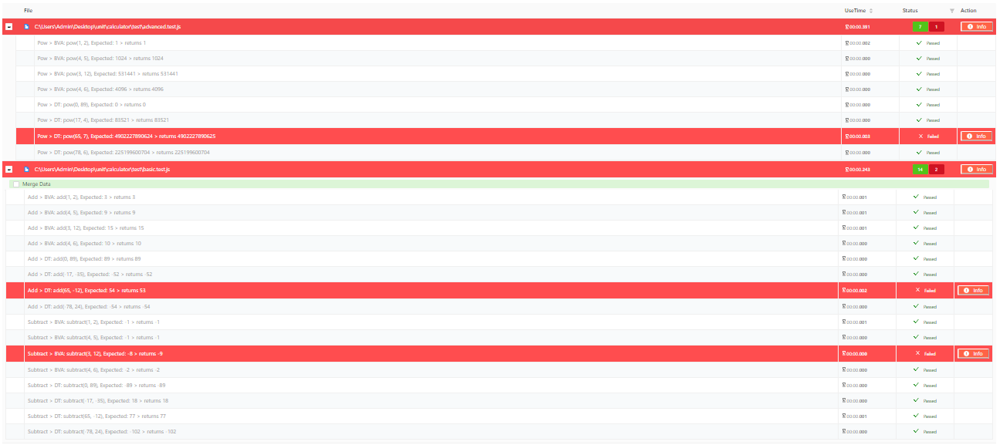 File UseTime Status Action
C:\Users\Admin\Desktop\unit\calculator\test\advanced.test.js 00:00.391 7 1 Info
Pow > BVA: pow(1, 2), Expected: 1 > returns 1 00:00.002 Passed
Pow > BVA: pow(4, 5), Expected: 1024 > returns 1024 00:00.000 Passed
Pow > BVA: pow(3, 12), Expected: 531441 > returns 531441 00:00.000 Passed
Pow > BVA: pow(4, 6), Expected: 4096 > returns 4096 00:00.000 Passed
Pow > DT: pow(0, 89), Expected: 0 > returns 0 00:00.000 Passed
Pow > DT: pow(17, 4), Expected: 83521 > returns 83521 00:00.000 Passed
Pow > DT: pow(65, 7), Expected: 4902227890624 > returns 4902227890625 00:00.003 Failed Info
Pow > DT: pow(78, 6), Expected: 225199600704 > returns 225199600704 00:00.000 Passed
C:\Users\Admin\Desktop\unit\calculator\test\basic.test.js 00:00.243 14 2 Info
Merge Data
Add > BVA: add(1, 2), Expected: 3 > returns 3 00:00.001 Passed
Add > BVA: add(4, 5), Expected: 9 > returns 9 00:00.001 Passed
Add > BVA: add(3, 12), Expected: 15 > returns 15 00:00.001 Passed
Add > BVA: add(4, 6), Expected: 10 > returns 10 00:00.000 Passed
Add > DT: add(0, 89), Expected: 89 > returns 89 00:00.000 Passed
Add > DT: add(-17, -35), Expected: -52 > returns -52 00:00.000 Passed
Add > DT: add(65, -12), Expected: 54 > returns 53 00:00.002 Failed Info
Add > DT: add(-78, 24), Expected: -54 > returns -54 00:00.000 Passed
Subtract > BVA: subtract(1, 2), Expected: -1 > returns -1 00:00.001 Passed
Subtract > BVA: subtract(4, 5), Expected: -1 > returns -1 00:00.000 Passed
Subtract > BVA: subtract(3, 12), Expected: -8 > returns -9 00:00.000 Failed Info
Subtract > BVA: subtract(4, 6), Expected: -2 > returns -2 00:00.000 Passed
Subtract > DT: subtract(0, 89), Expected: -89 > returns -89 00:00.000 Passed
Subtract > DT: subtract(-17, -35), Expected: 18 > returns 18 00:00.000 Passed
Subtract > DT: subtract(65, -12), Expected: 77 > returns 77 00:00.001 Passed
Subtract > DT: subtract(-78, 24), Expected: -102 > returns -102 00:00.000 Passed